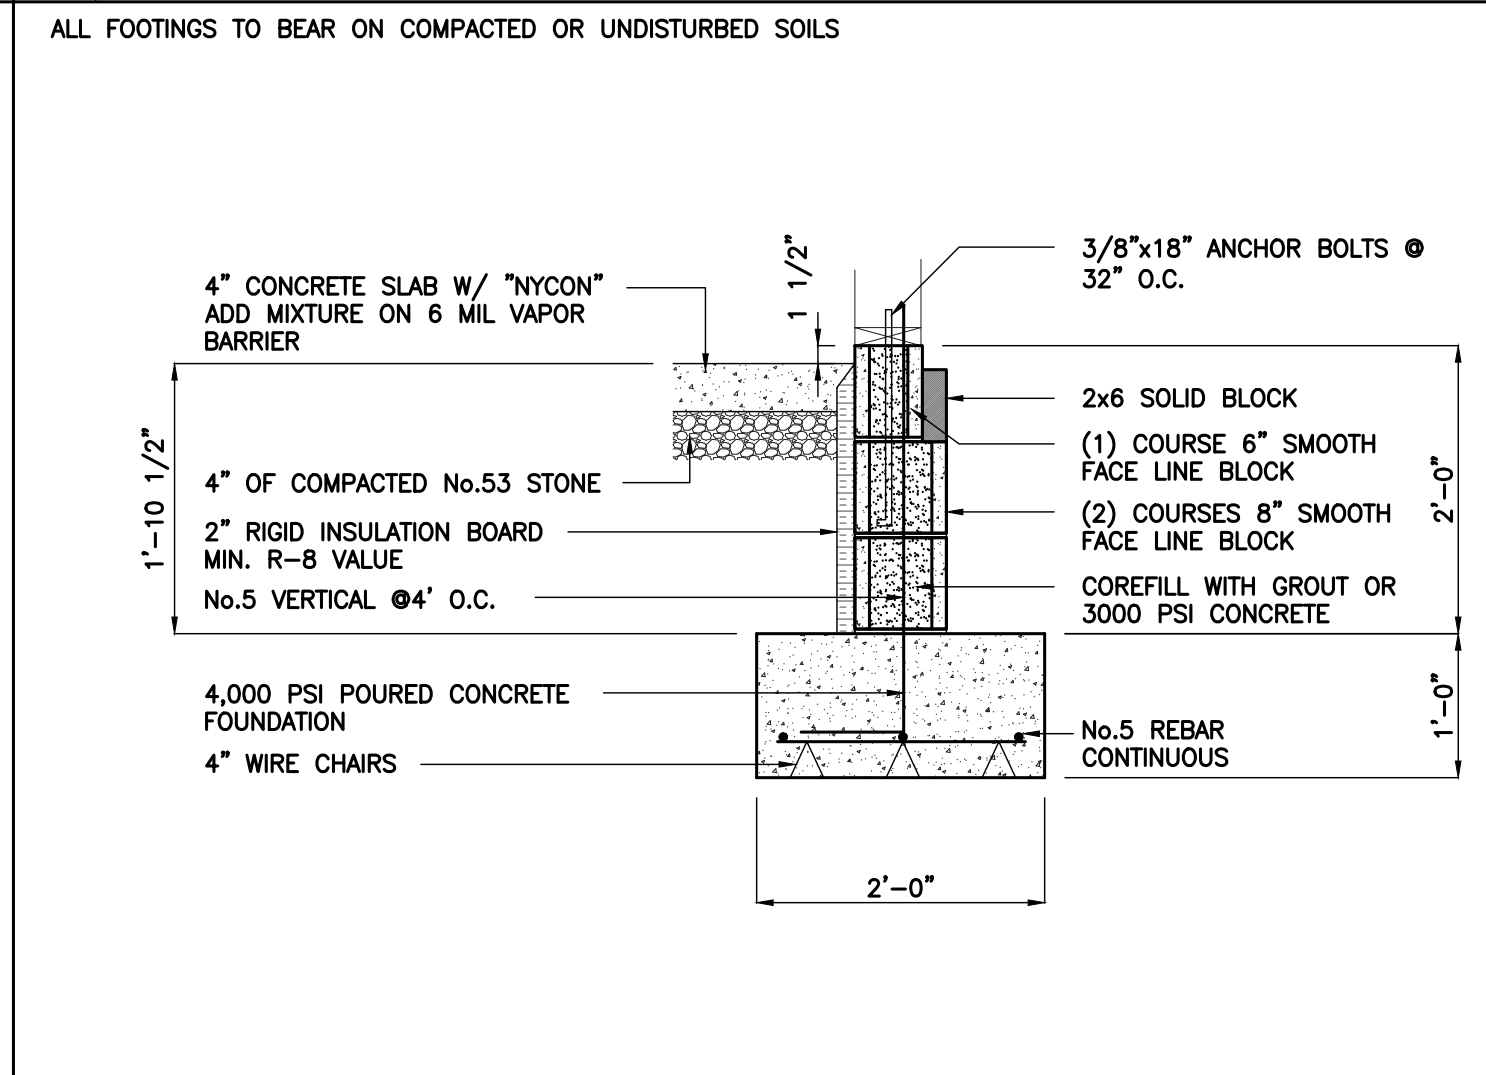 ALL FOOTINGS TO BEAR ON COMPACTED OR UNDISTURBED SOILS
4" CONCRETE SLAB W/ "NYCON"
ADD MIXTURE ON 6 MIL VAPOR
BARRIER
1'-10 1/2"
4" OF COMPACTED No.53 STONE
2" RIGID INSULATION BOARD
MIN. R-8 VALUE
No.5 VERTICAL @4' O.C.
4,000 PSI POURED CONCRETE
FOUNDATION
4" WIRE CHAIRS
1 1/2"
3/8"x18" ANCHOR BOLTS @
32" O.C.
2x6 SOLID BLOCK
(1) COURSE 6" SMOOTH
FACE LINE BLOCK
(2) COURSES 8" SMOOTH
FACE LINE BLOCK
COREFILL WITH GROUT OR
3000 PSI CONCRETE
2'-0"
No.5 REBAR
CONTINUOUS
1'-0"
2'-0"